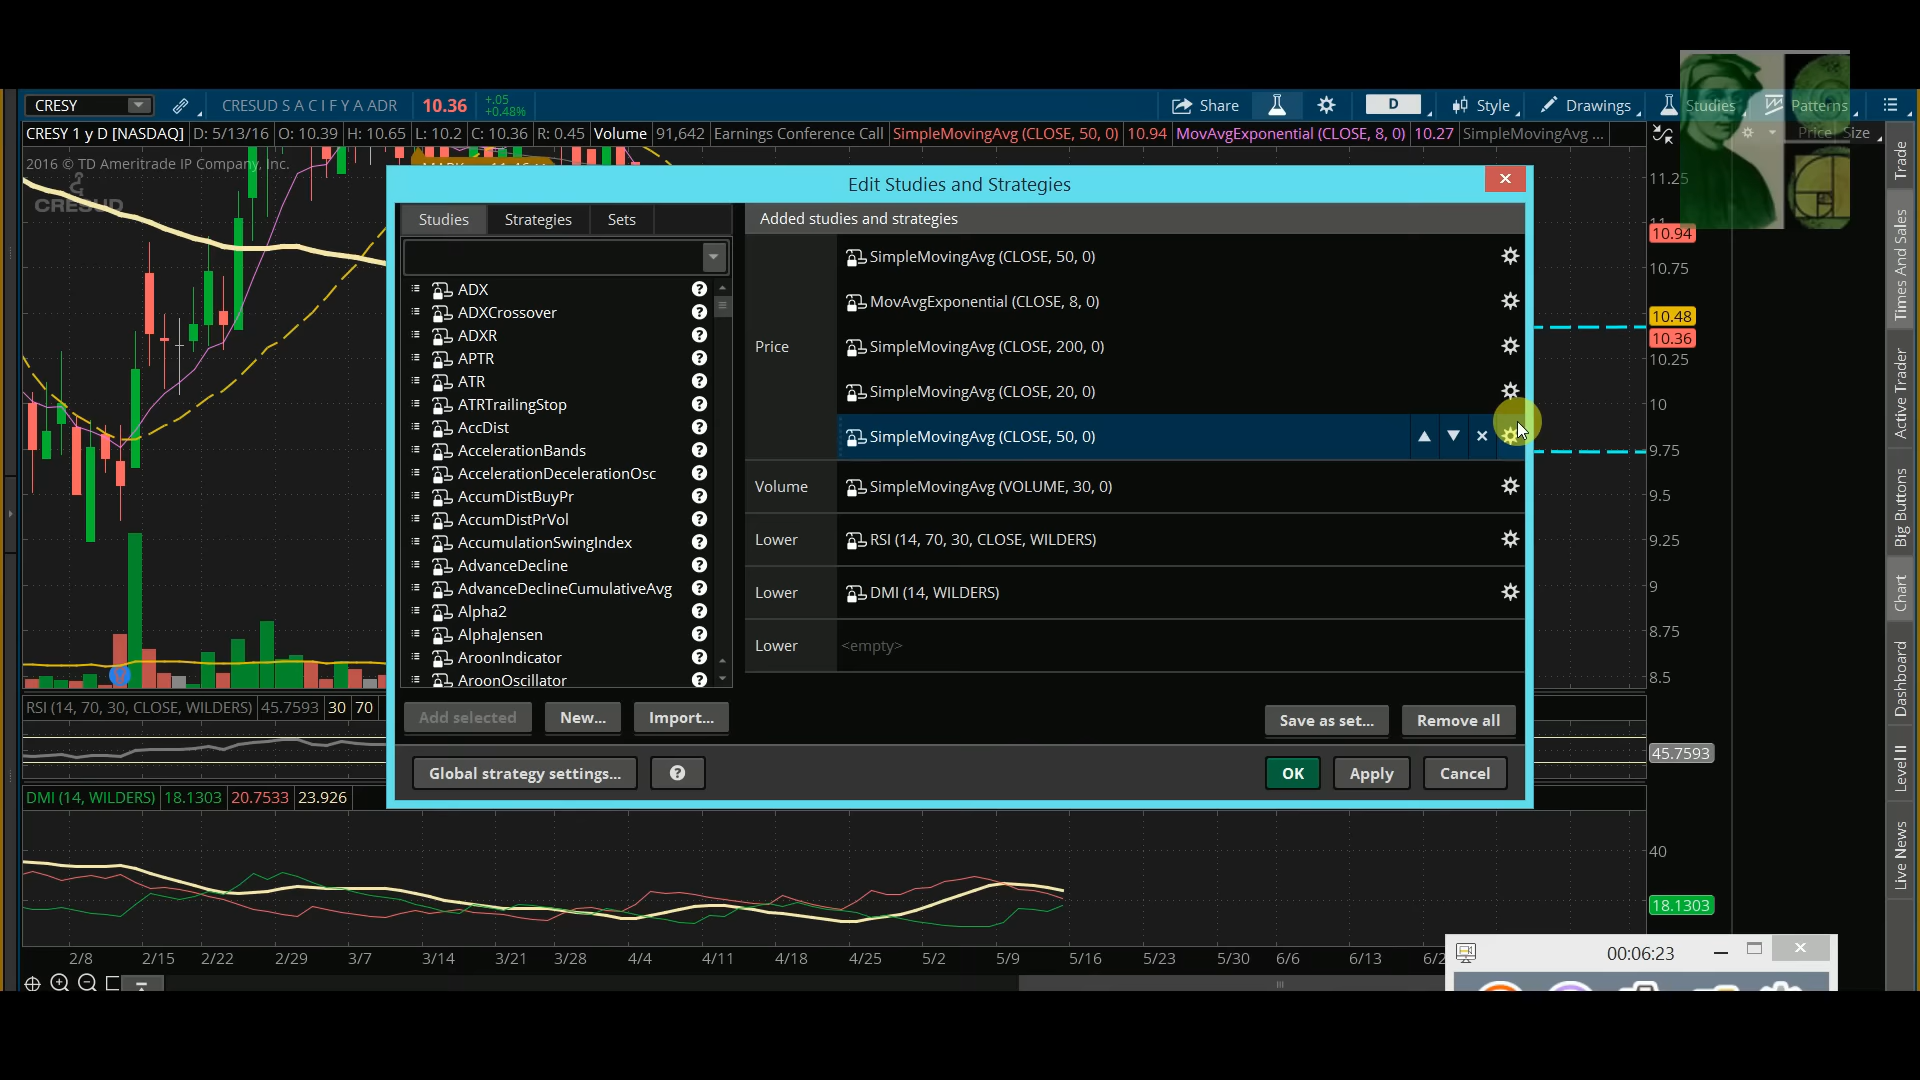 CRESY
CRESUD S A C I F Y A ADR
10.36
+.05
+0.48%
Share
D
Style
Drawings
Studies
Patterns
CRESY 1 y D [NASDAQ]
D: 5/13/16
O: 10.39
H: 10.65
L: 10.2
C: 10.36
R: 0.45
Volume
91,642
Earnings Conference Call
SimpleMovingAvg (CLOSE, 50, 0)
10.94
MovAvgExponential (CLOSE, 8, 0)
10.27
SimpleMovingAvg ...
Price
Size
2016 © TD Ameritrade IP Company, Inc.
CRESUD
Edit Studies and Strategies
Studies
Strategies
Sets
ADX
ADXCrossover
ADXR
APTR
ATR
ATRTrailingStop
AccDist
AccelerationBands
AccelerationDecelerationOsc
AccumDistBuyPr
AccumDistPrVol
AccumulationSwingIndex
AdvanceDecline
AdvanceDeclineCumulativeAvg
Alpha2
AlphaJensen
AroonIndicator
AroonOscillator
Add selected
New...
Import...
Added studies and strategies
Price
SimpleMovingAvg (CLOSE, 50, 0)
MovAvgExponential (CLOSE, 8, 0)
SimpleMovingAvg (CLOSE, 200, 0)
SimpleMovingAvg (CLOSE, 20, 0)
SimpleMovingAvg (CLOSE, 50, 0)
Volume
SimpleMovingAvg (VOLUME, 30, 0)
Lower
RSI (14, 70, 30, CLOSE, WILDERS)
Lower
DMI (14, WILDERS)
Lower
<empty>
Save as set...
Remove all
Global strategy settings...
?
OK
Apply
Cancel
11.25
11
10.94
10.75
10.48
10.36
10.25
10
9.75
9.5
9.25
9
8.75
8.5
RSI (14, 70, 30, CLOSE, WILDERS)
45.7593
30
70
45.7593
DMI (14, WILDERS)
18.1303
20.7533
23.926
40
18.1303
2/8
2/15
2/22
2/29
3/7
3/14
3/21
3/28
4/4
4/11
4/18
4/25
5/2
5/9
5/16
5/23
5/30
6/6
6/13
00:06:23
Trade
Times And Sales
Active Trader
Big Buttons
Chart
Dashboard
Level II
Live News